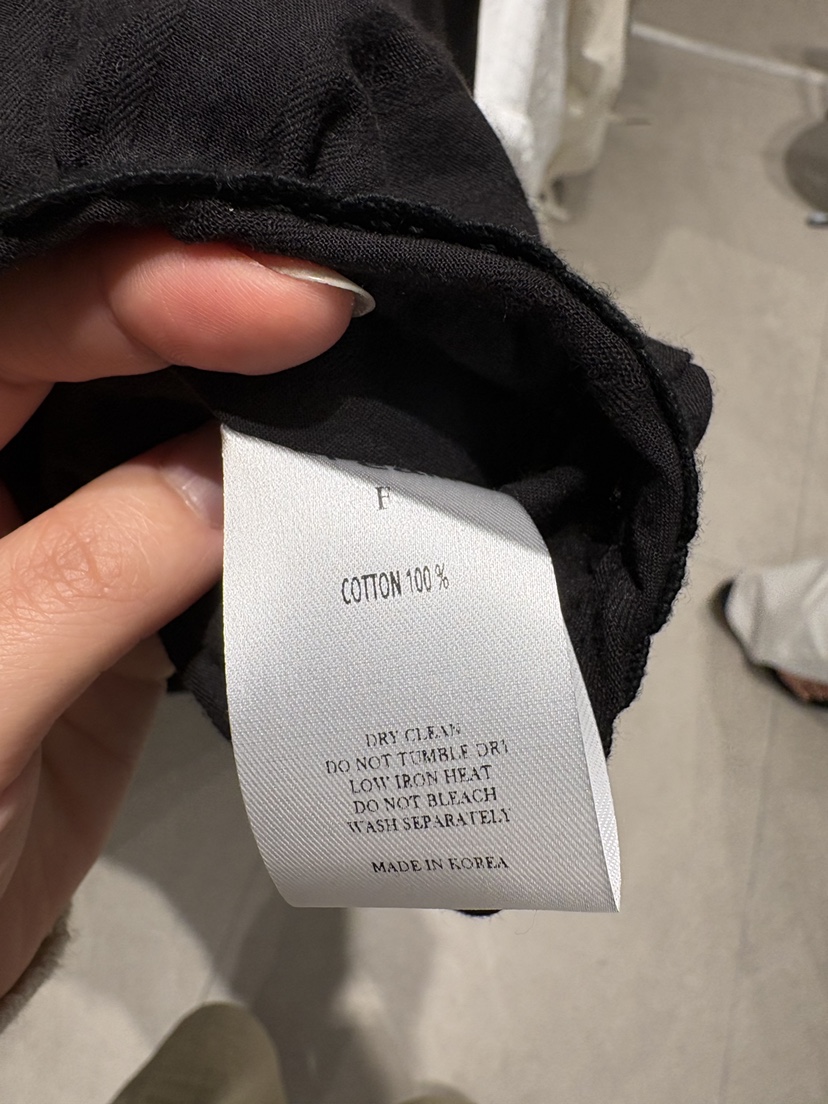 F
COTTON 100 %
DRY CLEAN
DO NOT TUMBLE DRY
LOW IRON HEAT
DO NOT BLEACH
WASH SEPARATELY
MADE IN KOREA